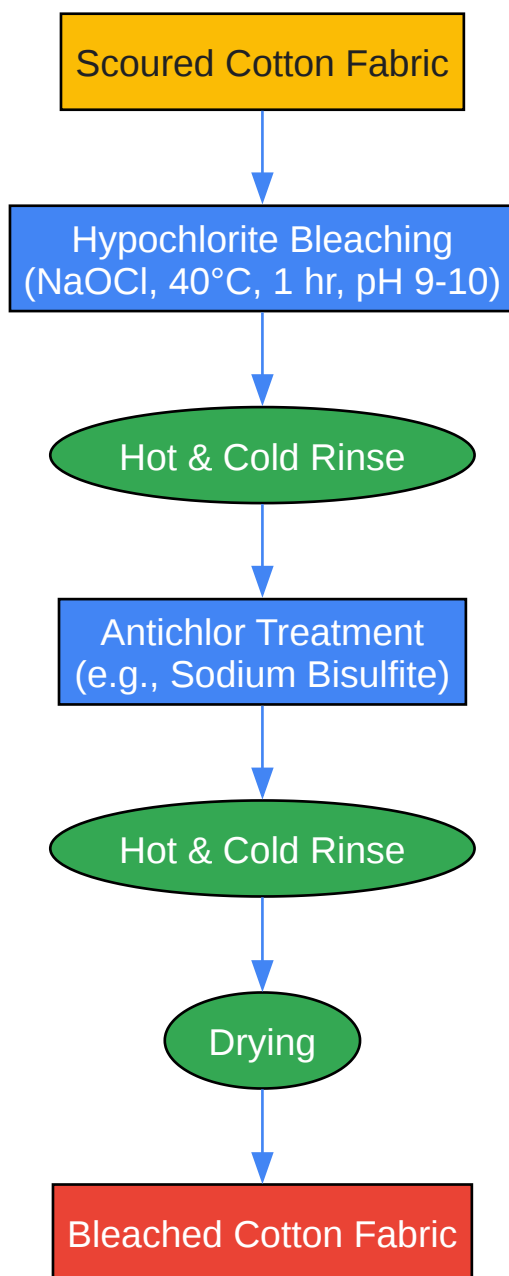 Scoured Cotton Fabric
Hypochlorite Bleaching
(NaOCl, 40°C, 1 hr, pH 9-10)
Hot & Cold Rinse
Antichlor Treatment
(e.g., Sodium Bisulfite)
Hot & Cold Rinse
Drying
Bleached Cotton Fabric